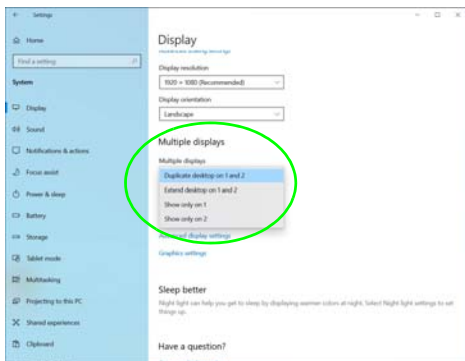 Settings
Home
Find a setting
System
Display
Sound
Notifications & actions
Focus assist
Power & sleep
Battery
Storage
Tablet mode
Multitasking
Projecting to this PC
Shared experiences
Clipboard
Display
Advanced scaling settings
Display resolution
1920 × 1080 (Recommended)
Display orientation
Landscape
Multiple displays
Multiple displays
Duplicate desktop on 1 and 2
Extend desktop on 1 and 2
Show only on 1
Show only on 2
Advanced display settings
Graphics settings
Sleep better
Night light can help you get to sleep by displaying warmer colors at night. Select Night light settings to set
things up.
Have a question?